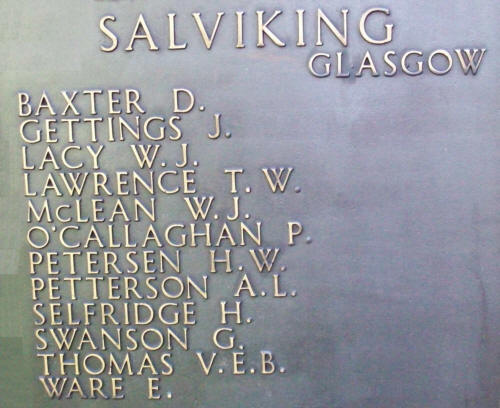 SALVIKING
GLASGOW
BAXTER D.
GETTINGS J.
LACY W.J.
LAWRENCE T.W.
McLEAN W.J.
O'CALLAGHAN P.
PETERSEN H.W.
PETTERSON A.L.
SELFRIDGE H.
SWANSON G.
THOMAS V.E.B.
WARE E.